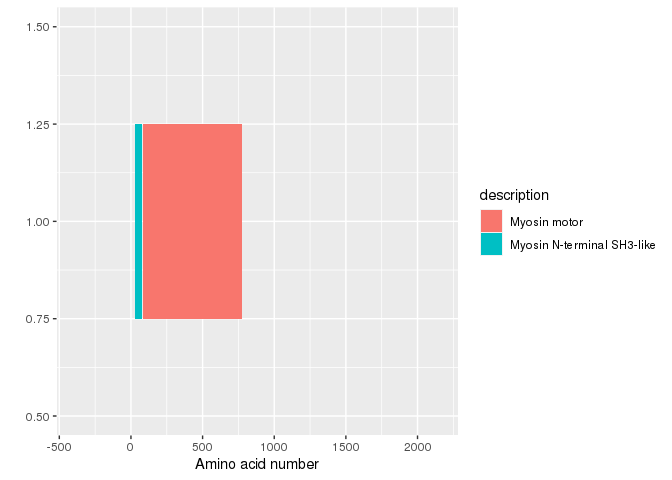 1.50
1.25
1.00
0.75
0.50
-500 0 500 1000 1500 2000
Amino acid number
description
Myosin motor
Myosin N-terminal SH3-like